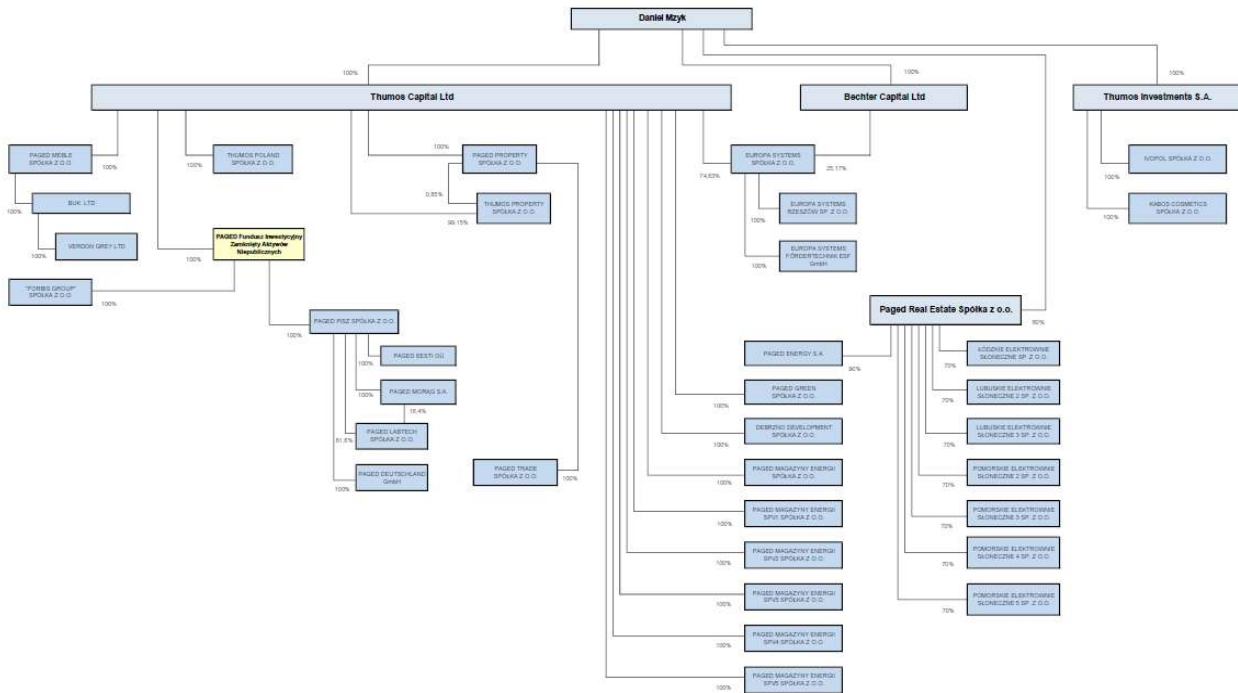 Daniel Mzyk
100%
100%
100%
Thumos Capital Ltd
Bechter Capital Ltd
Thumos Investments S.A.
PAGED MEBLE
SPÓŁKA Z O.O.
100%
THUMOS POLAND
SPÓŁKA Z O.O.
100%
100%
PAGED PROPERTY
SPÓŁKA Z O.O.
EUROPA SYSTEMS
SPÓŁKA Z O.O.
74,83%
25,17%
IVOPOL SPÓŁKA Z O.O.
100%
BUK. LTD
100%
0,85%
THUMOS PROPERTY
SPÓŁKA Z O.O.
99,15%
EUROPA SYSTEMS
RZESZÓW SP. Z O.O.
100%
KABOS COSMETICS
SPÓŁKA Z O.O.
100%
VERDON GREY LTD.
100%
PAGED Fundusz Inwestycyjny
Zamknięty Aktywów
Niepublicznych
100%
EUROPA SYSTEMS
FÖRDERTECHNIK ESF
GmbH
100%
"FORBIS GROUP"
SPÓŁKA Z O.O.
100%
Paged Real Estate Spółka z o.o.
PAGED PISZ SPÓŁKA Z O.O.
100%
PAGED ENERGY S.A.
90%
ŁÓDZKIE ELEKTROWNIE
SŁONECZNE SP. Z O.O.
70%
PAGED EESTI OÜ
100%
PAGED MORĄG S.A.
100%
PAGED GREEN
SPÓŁKA Z O.O.
100%
LUBUSKIE ELEKTROWNIE
SŁONECZNE 2 SP. Z O.O.
70%
PAGED LABTECH
SPÓŁKA Z O.O.
DEBRZNO DEVELOPMENT
SPÓŁKA Z O.O.
100%
LUBUSKIE ELEKTROWNIE
SŁONECZNE 3 SP. Z O.O.
70%
PAGED DEUTSCHLAND
GmbH
100%
PAGED TRADE
SPÓŁKA Z O.O.
100%
PAGED MAGAZYNY ENERGII
SPÓŁKA Z O.O.
100%
POMORSKIE ELEKTROWNIE
SŁONECZNE 2 SP. Z O.O.
70%
PAGED MAGAZYNY ENERGII
SPV1 SPÓŁKA Z O.O.
100%
POMORSKIE ELEKTROWNIE
SŁONECZNE 3 SP. Z O.O.
70%
PAGED MAGAZYNY ENERGII
SPV2 SPÓŁKA Z O.O.
100%
POMORSKIE ELEKTROWNIE
SŁONECZNE 4 SP. Z O.O.
70%
PAGED MAGAZYNY ENERGII
SPV3 SPÓŁKA Z O.O.
100%
POMORSKIE ELEKTROWNIE
SŁONECZNE 5 SP. Z O.O.
70%
PAGED MAGAZYNY ENERGII
SPV4 SPÓŁKA Z O.O.
100%
PAGED MAGAZYNY ENERGII
SPV5 SPÓŁKA Z O.O.
100%